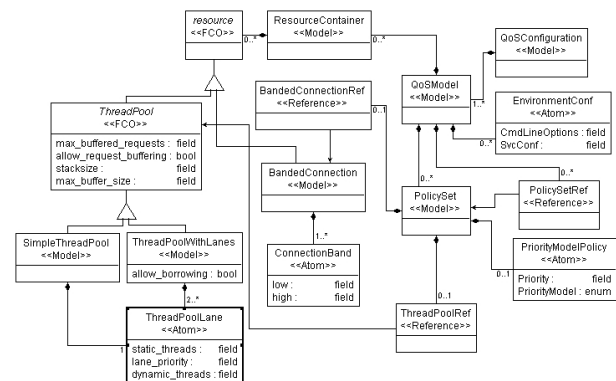 resource
<<FCO>>
0..*
ResourceContainer
<<Model>>
0..*
QoSConfiguration
<<Model>>
1..*
BandedConnectionRef
<<Reference>>
0..1
QoSModel
<<Model>>
EnvironmentConf
<<Atom>>
CmdLineOptions : field
SvcConf : field
0..*
ThreadPool
<<FCO>>
max_buffered_requests : field
allow_request_buffering : bool
stacksize : field
max_buffer_size : field
BandedConnection
<<Model>>
1..*
0..*
PolicySet
<<Model>>
0..*
PolicySetRef
<<Reference>>
SimpleThreadPool
<<Model>>
ThreadPoolWithLanes
<<Model>>
allow_borrowing : bool
2..*
ConnectionBand
<<Atom>>
low : field
high : field
PriorityModelPolicy
<<Atom>>
Priority : field
PriorityModel : enum
0..1
0..1
ThreadPoolRef
<<Reference>>
ThreadPoolLane
<<Atom>>
static_threads : field
lane_priority : field
dynamic_threads : field
1